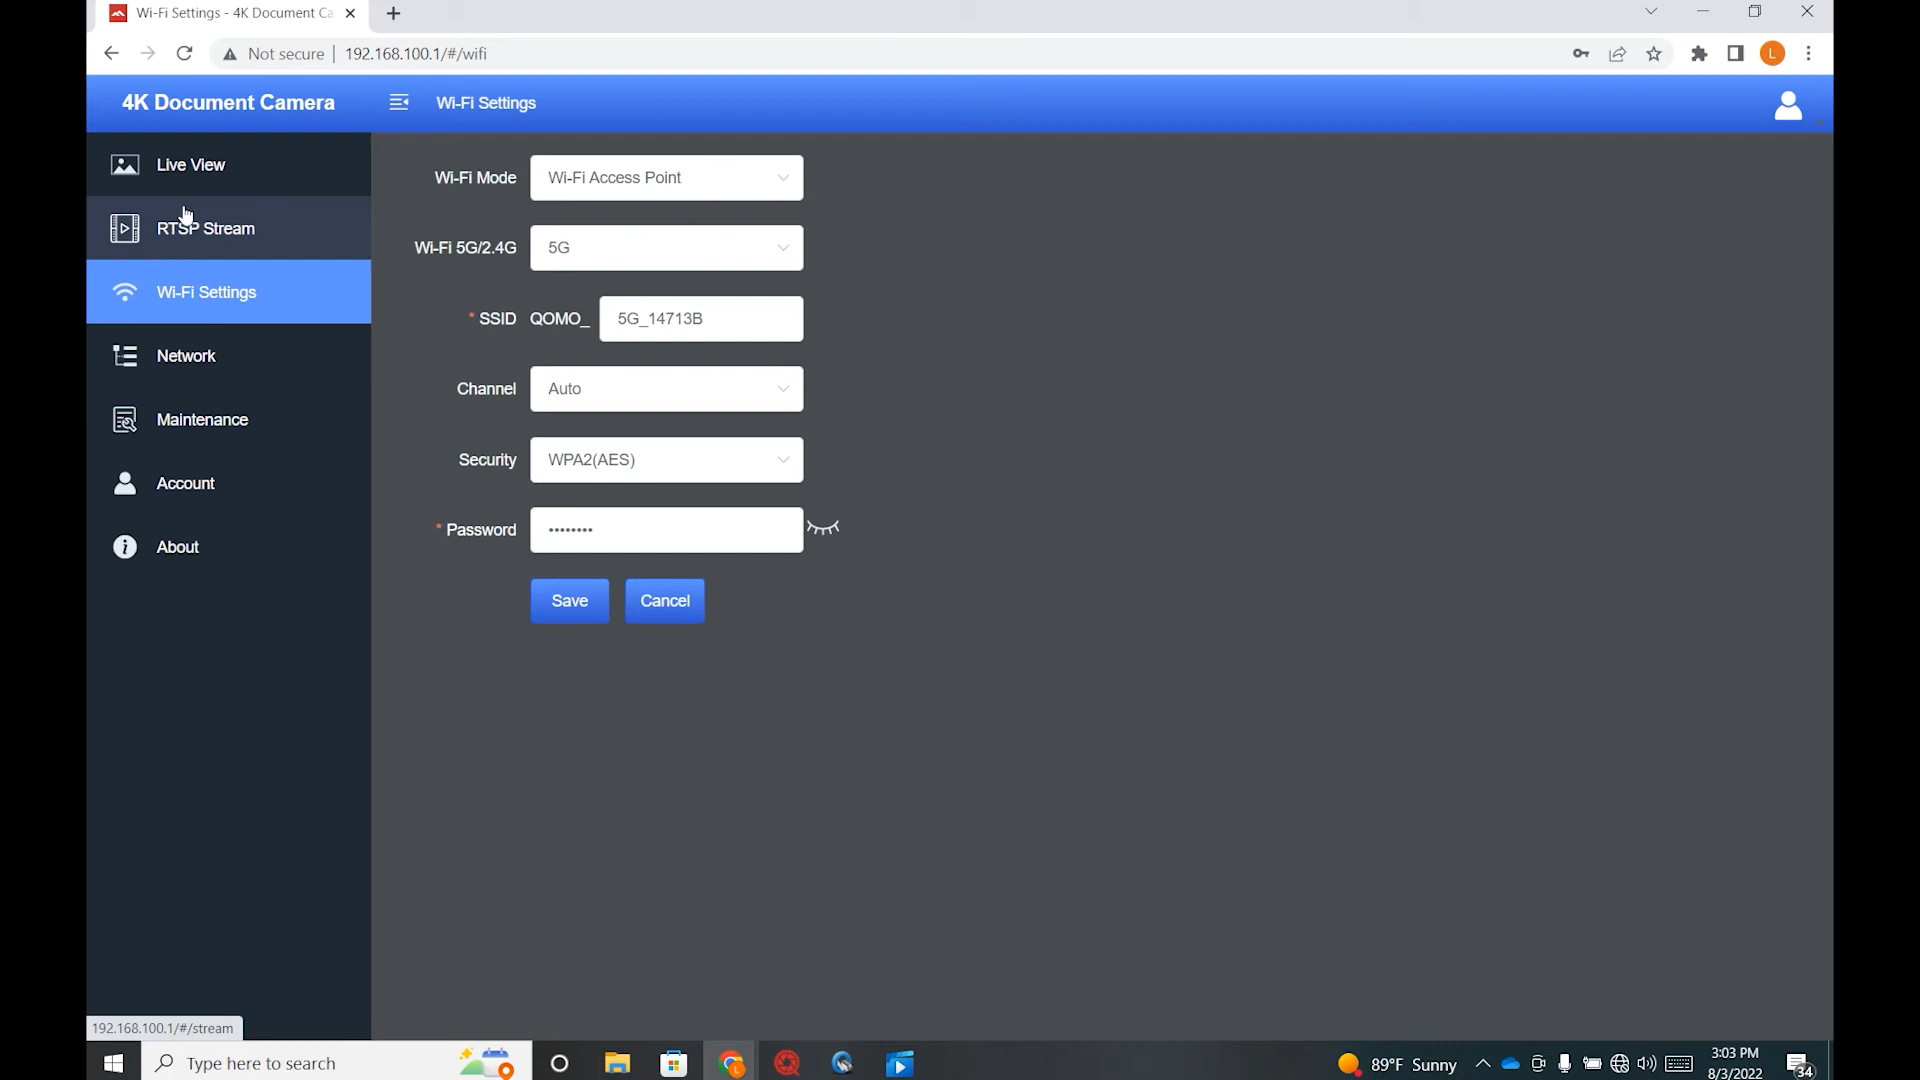 Wi-Fi Settings - 4K Document Ca
Not secure | 192.168.100.1/#/wifi
L
4K Document Camera
Wi-Fi Settings
Live View
RTSP Stream
Wi-Fi Settings
Network
Maintenance
Account
About
Wi-Fi Mode Wi-Fi Access Point
Wi-Fi 5G/2.4G 5G
* SSID QOMO_ 5G_14713B
Channel Auto
Security WPA2(AES)
* Password ••••••••
Save Cancel
192.168.100.1/#/stream
Type here to search
L
89°F Sunny
3:03 PM
8/3/2022
34